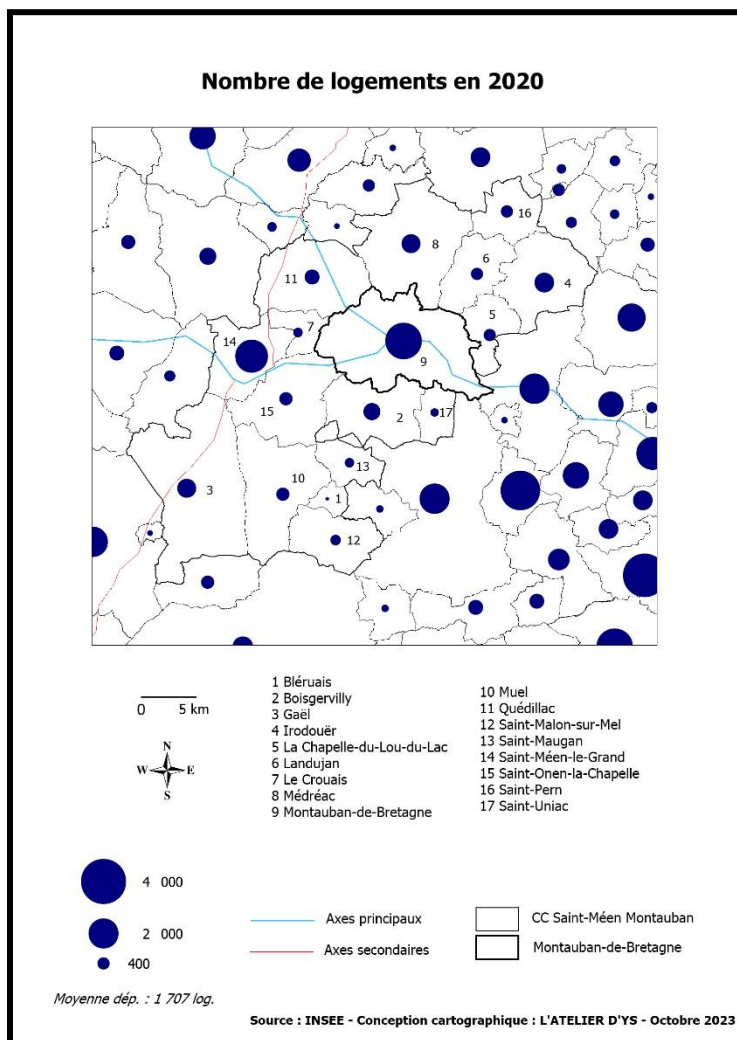 Nombre de logements en 2020
16
8
6
4
11
5
7
14
9
15
2
17
13
3
10
1
12
0 5 km
N
W E
S
1 Bléruais
2 Boisgervilly
3 Gaël
4 Irodouër
5 La Chapelle-du-Lou-du-Lac
6 Landujan
7 Le Crouais
8 Médréac
9 Montauban-de-Bretagne
10 Muel
11 Quédillac
12 Saint-Malon-sur-Mel
13 Saint-Maugan
14 Saint-Méen-le-Grand
15 Saint-Onen-la-Chapelle
16 Saint-Pern
17 Saint-Uniac
4 000
2 000
400
Axes principaux
Axes secondaires
CC Saint-Méen Montauban
Montauban-de-Bretagne
Moyenne dép. : 1 707 log.
Source : INSEE - Conception cartographique : L'ATELIER D'YS - Octobre 2023